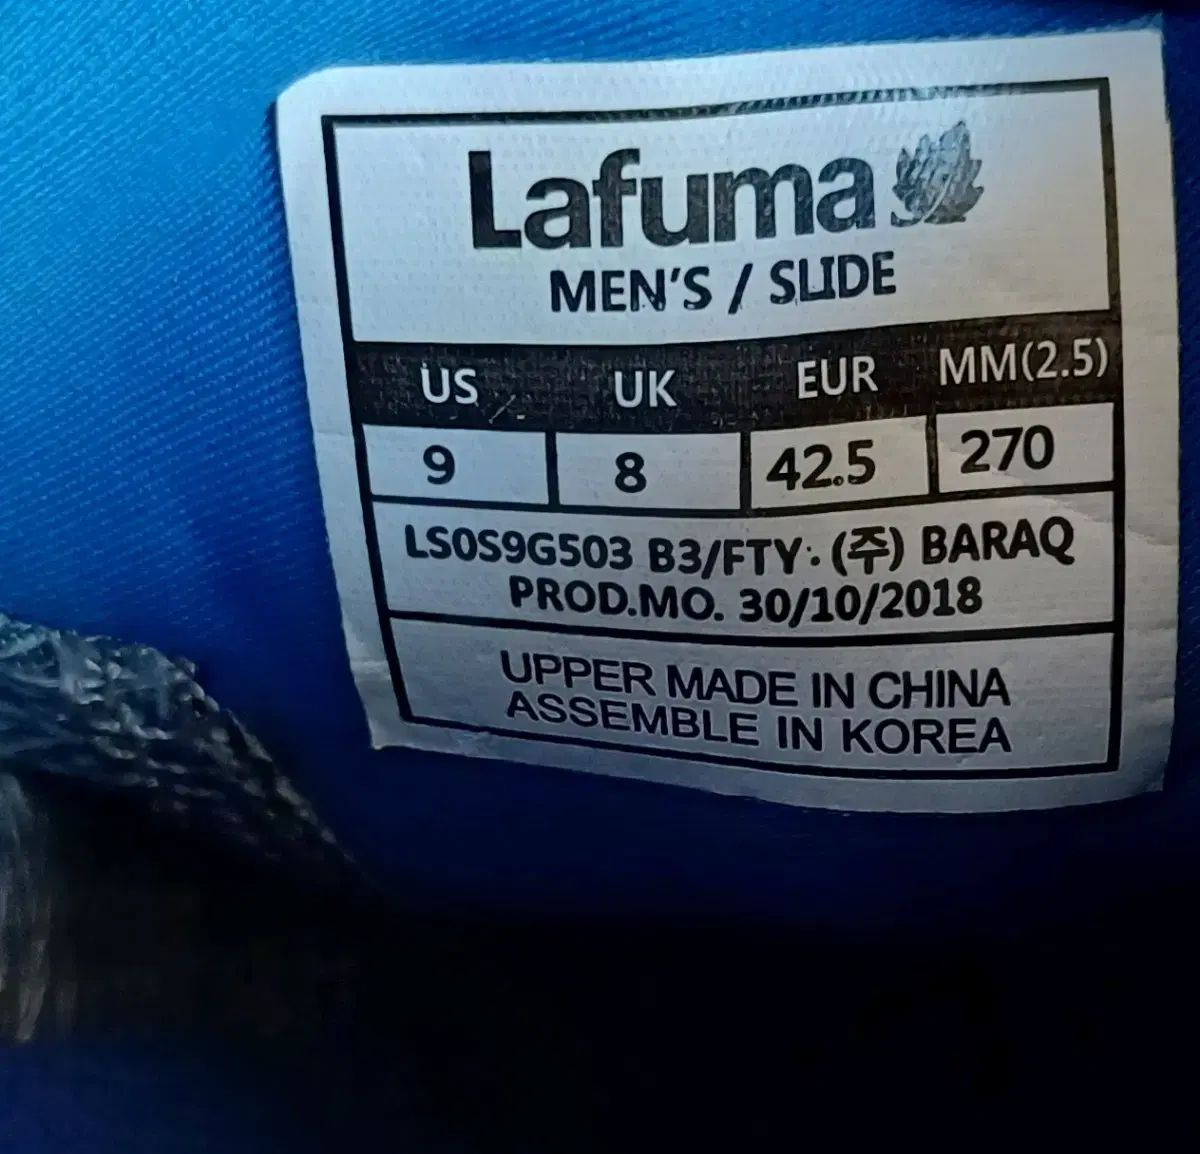 Lafuma
MEN'S / SLIDE
US UK EUR MM(2.5)
9 8 42.5 270
LS0S9G503 B3/FTY: (주) BARAQ
PROD.MO. 30/10/2018
UPPER MADE IN CHINA
ASSEMBLE IN KOREA